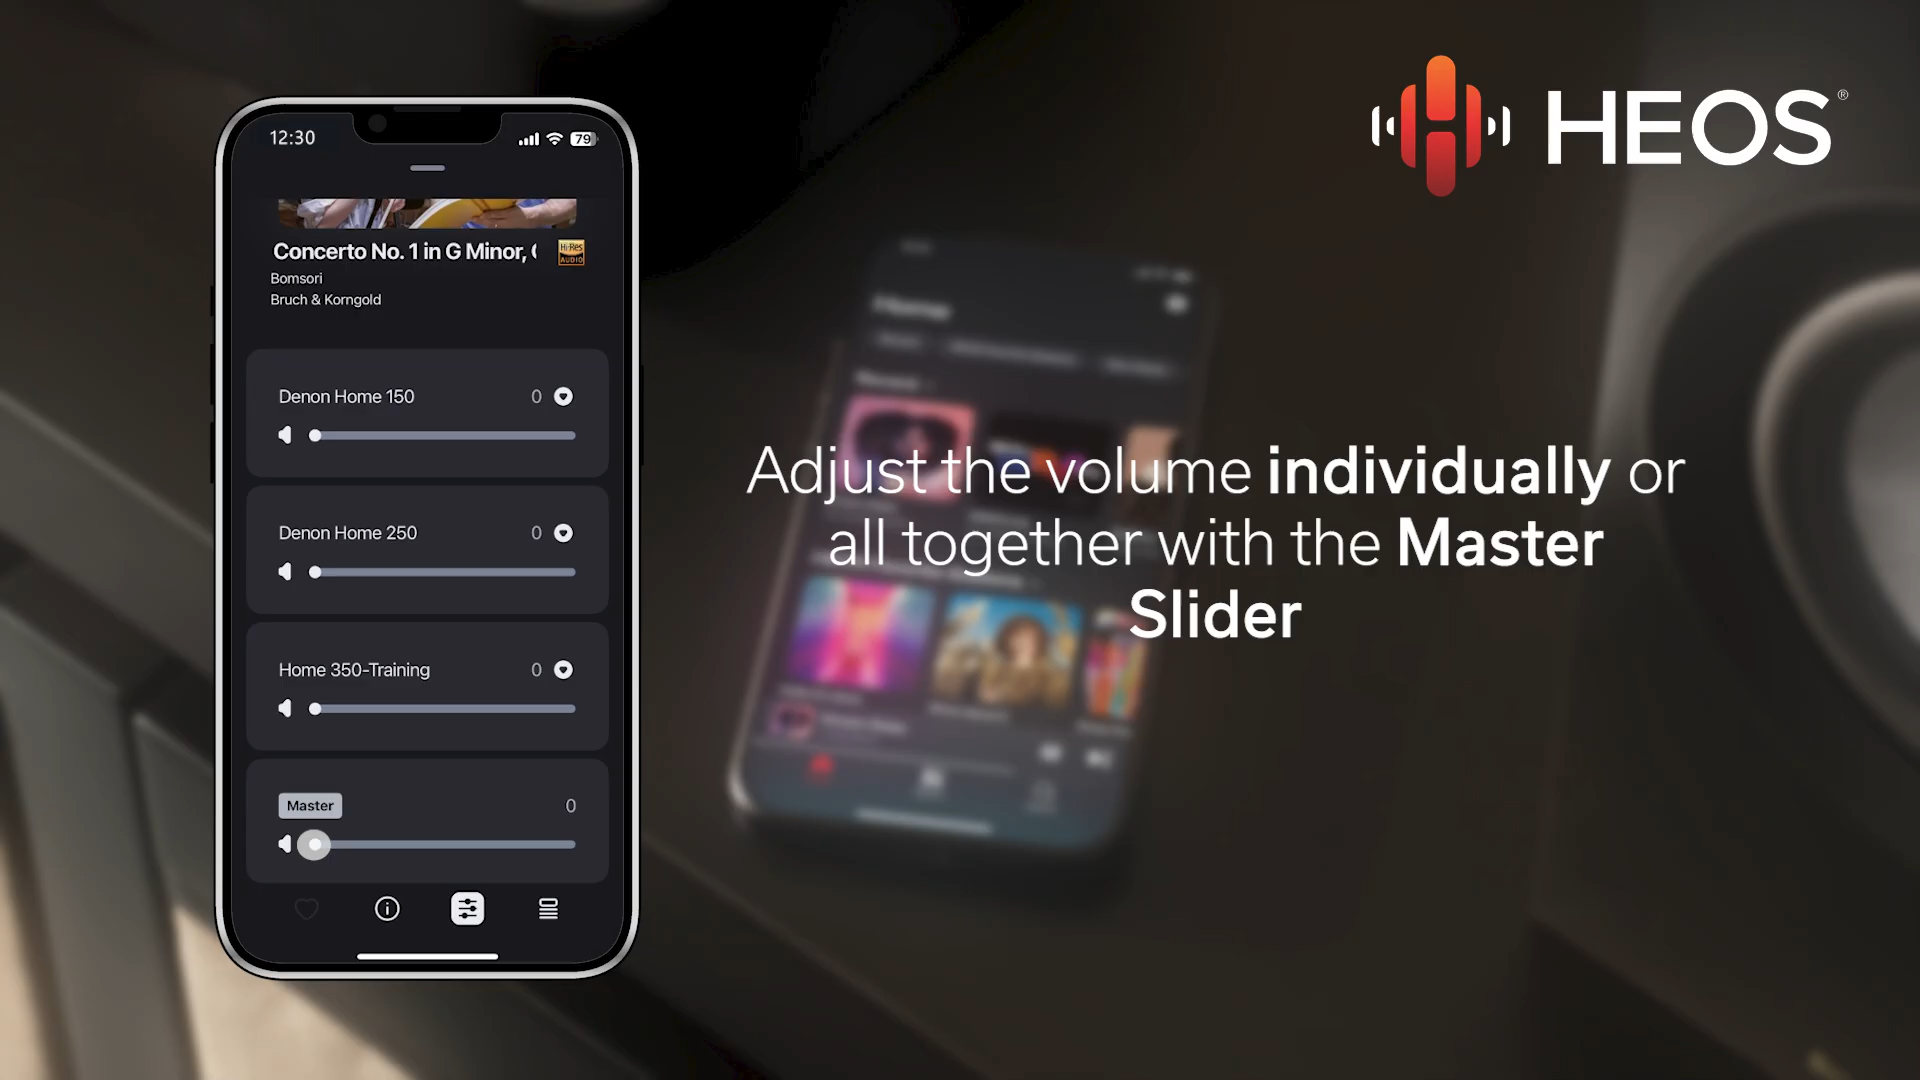 12:30
79
Concerto No. 1 in G Minor,
Hi-Res
AUDIO
Bomsori
Bruch & Korngold
Denon Home 150
0
Denon Home 250
0
Home 350-Training
0
Master
0
HEOS®
Adjust the volume individually or
all together with the Master
Slider